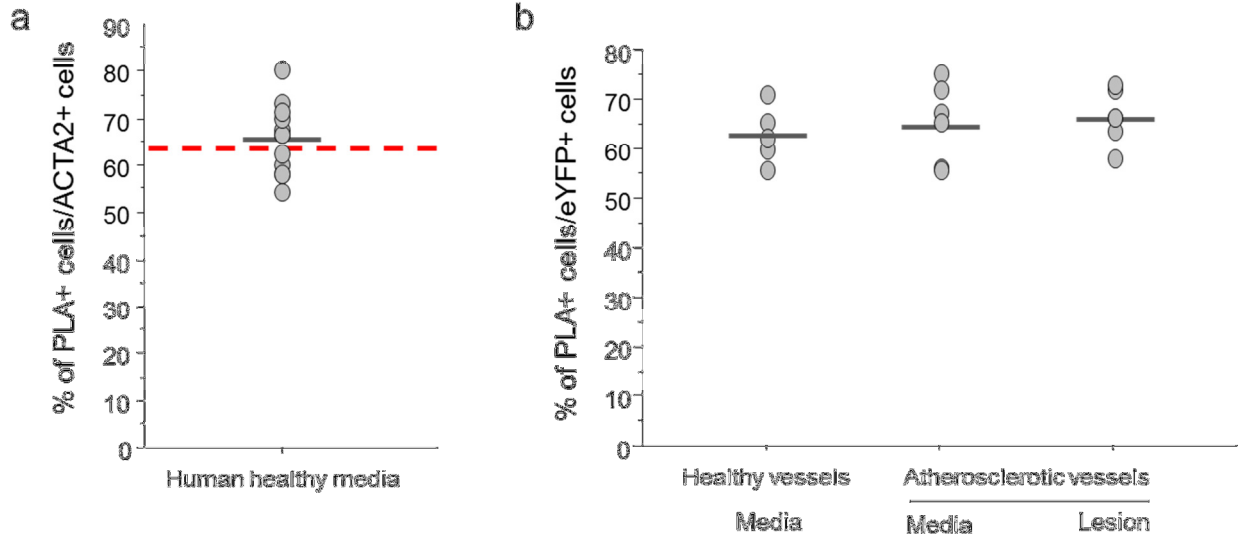 a
% of PLA+ cells/ACTA2+ cells
90
80
70
60
50
40
30
20
10
0
Human healthy media
b
% of PLA+ cells/eYFP+ cells
80
70
60
50
40
30
20
10
0
Healthy vessels
Atherosclerotic vessels
Media
Media
Lesion